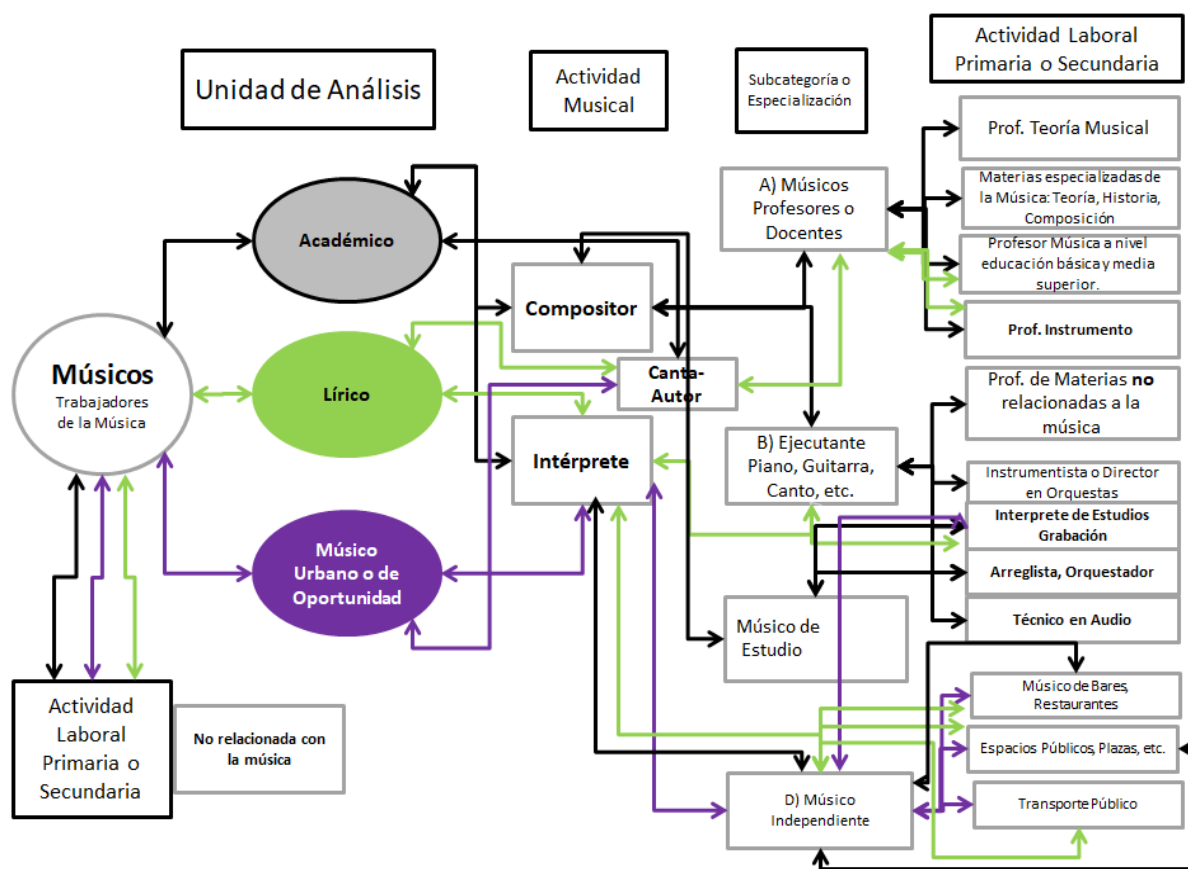 Unidad de Análisis
Actividad
Musical
Subcategoría o
Especialización
Actividad Laboral
Primaria o Secundaria
Músicos
Trabajadores
de la Música
Académico
Lírico
Músico
Urbano o de
Oportunidad
Actividad
Laboral
Primaria o
Secundaria
No relacionada con
la música
Compositor
Canta-
Autor
Intérprete
A) Músicos
Profesores o
Docentes
B) Ejecutante
Piano, Guitarra,
Canto, etc.
Músico de
Estudio
D) Músico
Independiente
Prof. Teoría Musical
Materias especializadas de
la Música: Teoría, Historia,
Composición
Profesor Música a nivel
educación básica y media
superior.
Prof. Instrumento
Prof. de Materias no
relacionadas a la
música
Instrumentista o Director
en Orquestas
Interprete de Estudios
Grabación
Arreglista, Orquestador
Técnico en Audio
Músico de Bares,
Restaurantes
Espacios Públicos, Plazas, etc.
Transporte Público